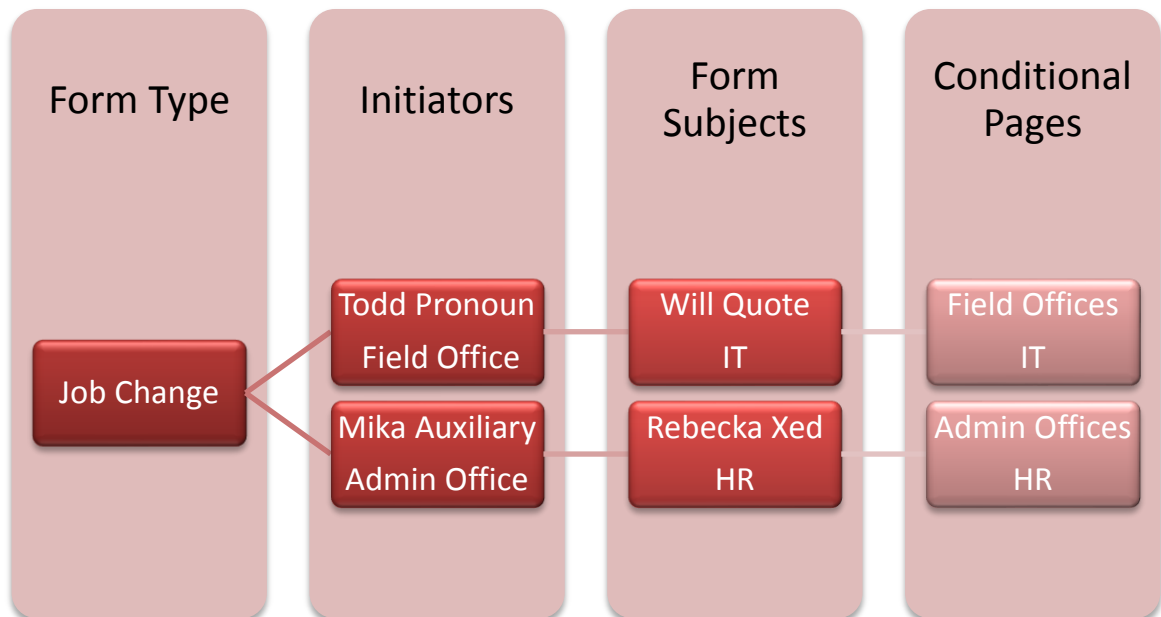 Form Type
Initiators
Form
Subjects
Conditional
Pages
Job Change
Todd Pronoun
Field Office
Will Quote
IT
Field Offices
IT
Mika Auxiliary
Admin Office
Rebecka Xed
HR
Admin Offices
HR